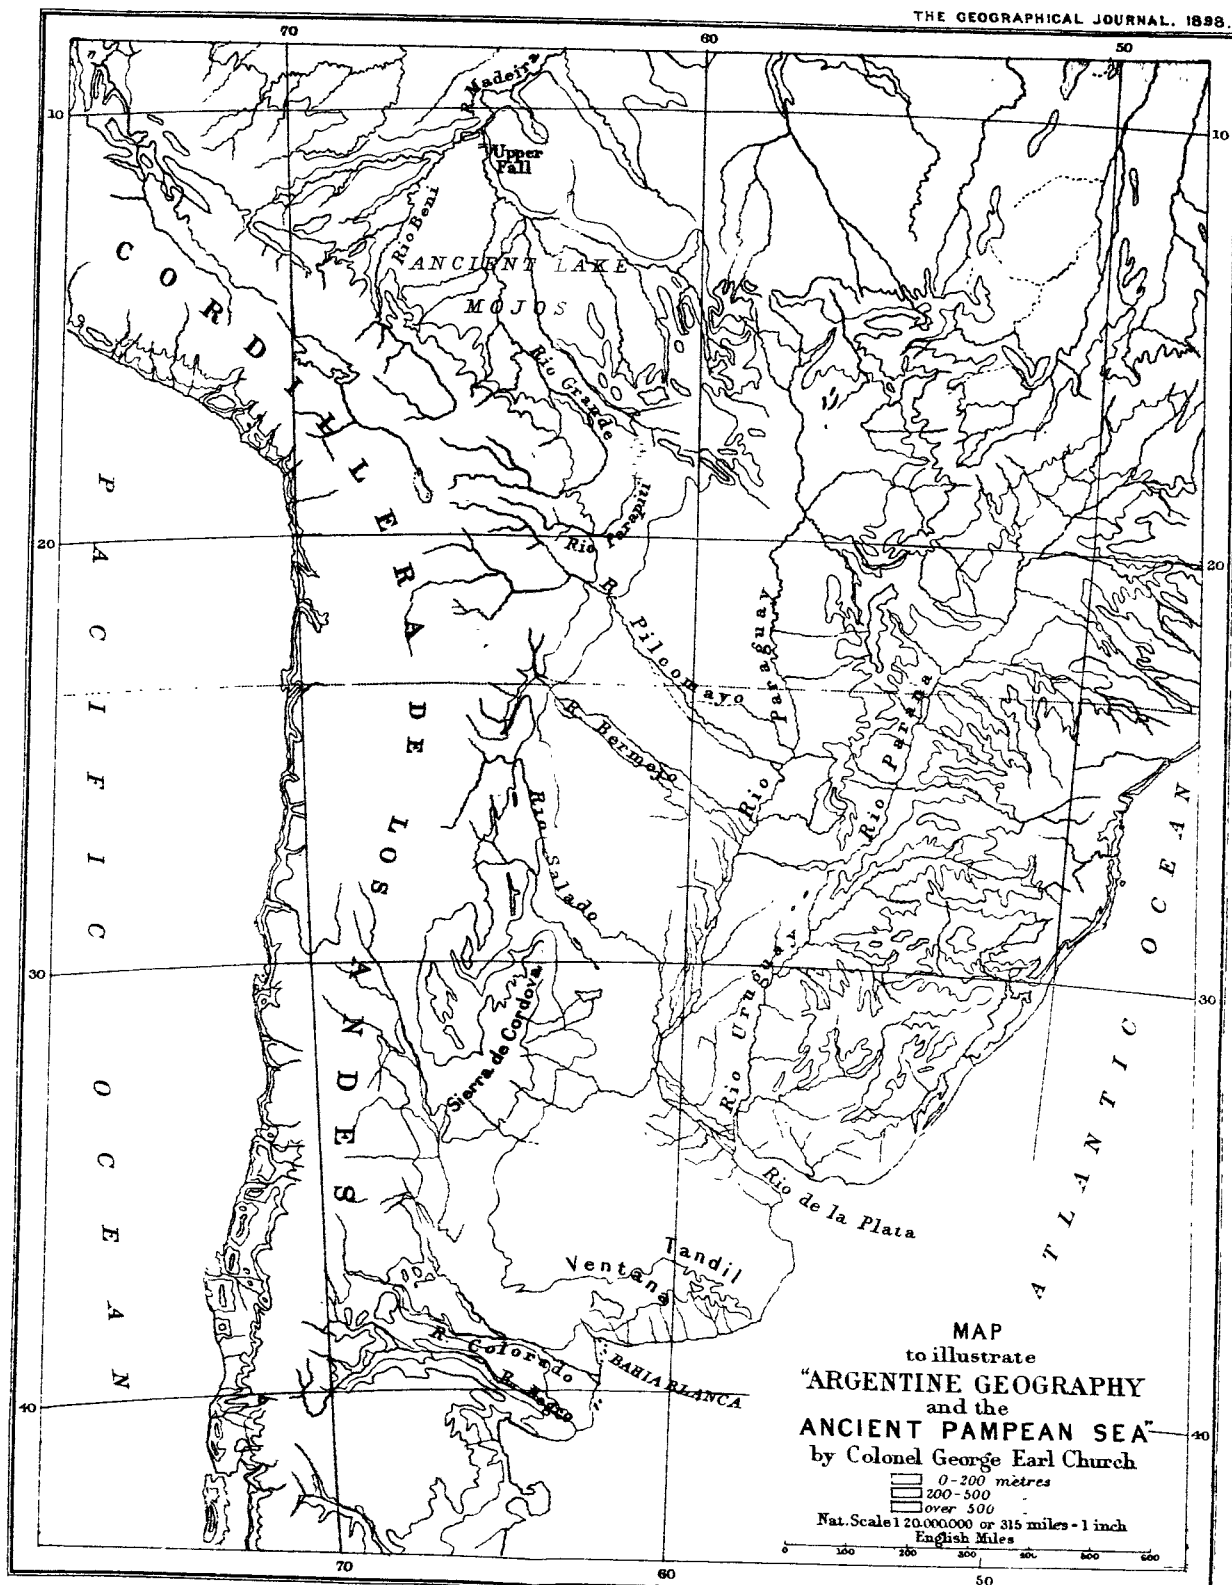 THE GEOGRAPHICAL JOURNAL. 1898.
70
60
50
10
10
R. Madeira
Upper
Fall
Rio Beni
ANCIENT LAKE
MOJOS
Rio Grande
CORDILLERA DE LOS ANDES
PACIFIC OCEAN
Rio Parapiti
20
20
R. Pilcomayo
Rio Paraguay
R. Bermejo
Rio Parana
Rio Salado
ATLANTIC OCEAN
30
30
Sierra de Cordova
Rio Uruguay
Rio de la Plata
Tandil
Ventana
R. Colorado
R. Negro
BAHIA BLANCA
40
40
MAP
to illustrate
"ARGENTINE GEOGRAPHY
and the
ANCIENT PAMPEAN SEA"
by Colonel George Earl Church
0-200 metres
200-500
over 500
Nat. Scale 1 20.000.000 or 315 miles - 1 inch
English Miles
0 100 200 300 400 500 600
70
60
50